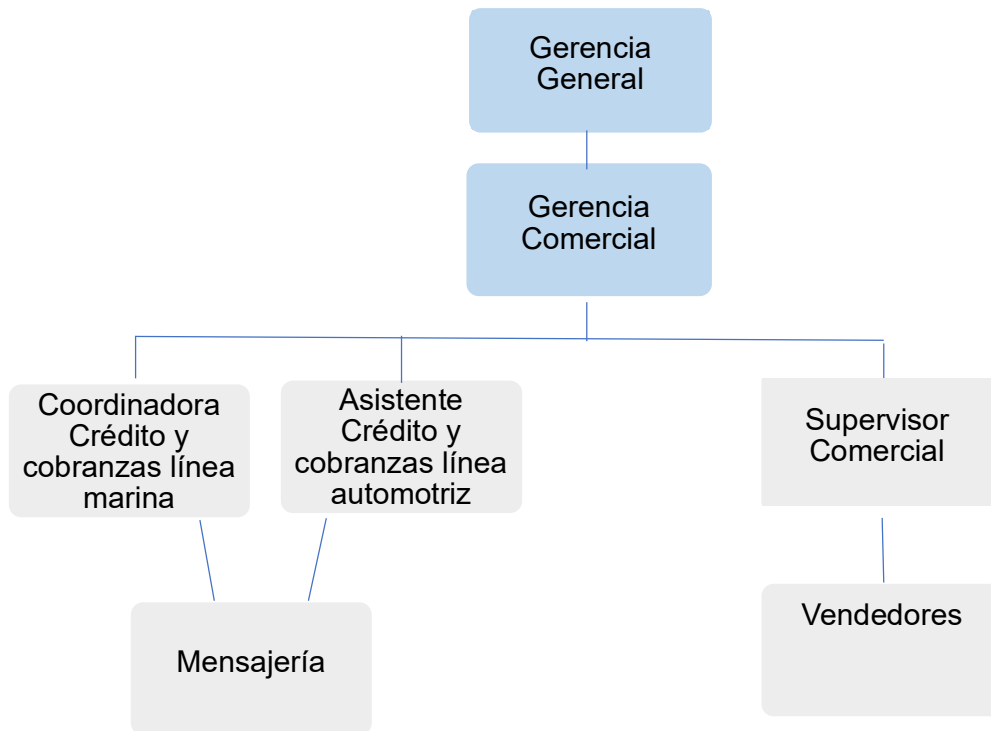 Gerencia
General
Gerencia
Comercial
Coordinadora
Crédito y
cobranzas línea
marina
Asistente
Crédito y
cobranzas línea
automotriz
Supervisor
Comercial
Mensajería
Vendedores